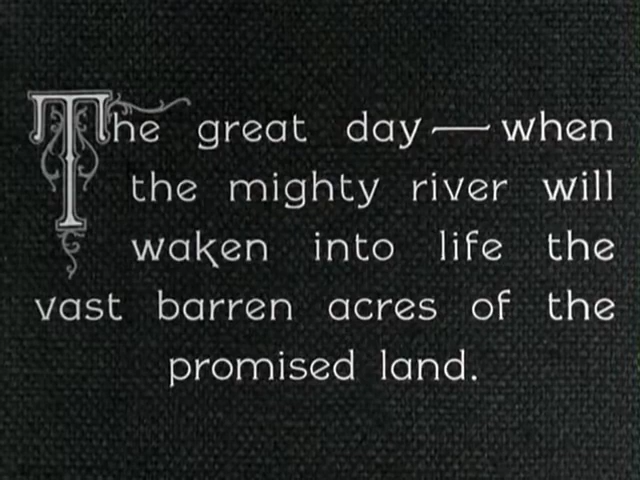 The great day — when
the mighty river will
waken into life the
vast barren acres of the
promised land.